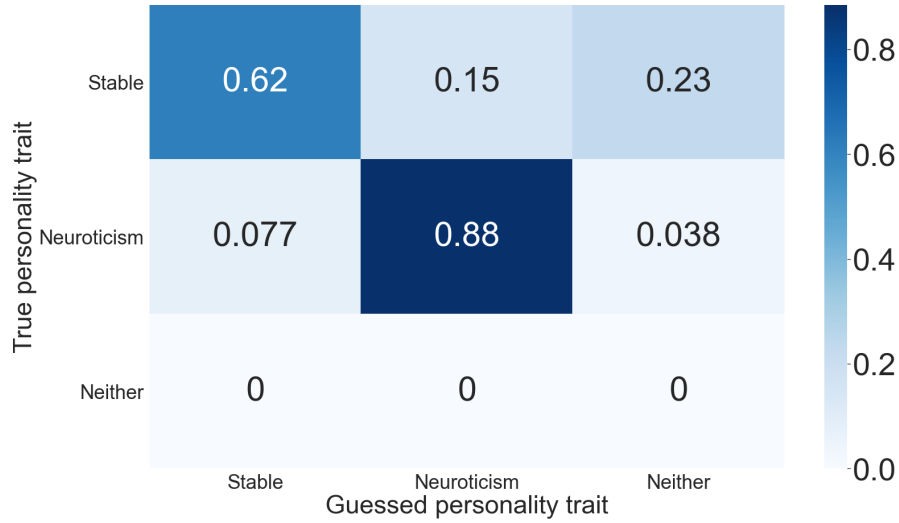 True personality trait
Stable
0.62
0.15
0.23
Neuroticism
0.077
0.88
0.038
Neither
0
0
0
Stable
Neuroticism
Neither
Guessed personality trait
0.8
0.6
0.4
0.2
0.0